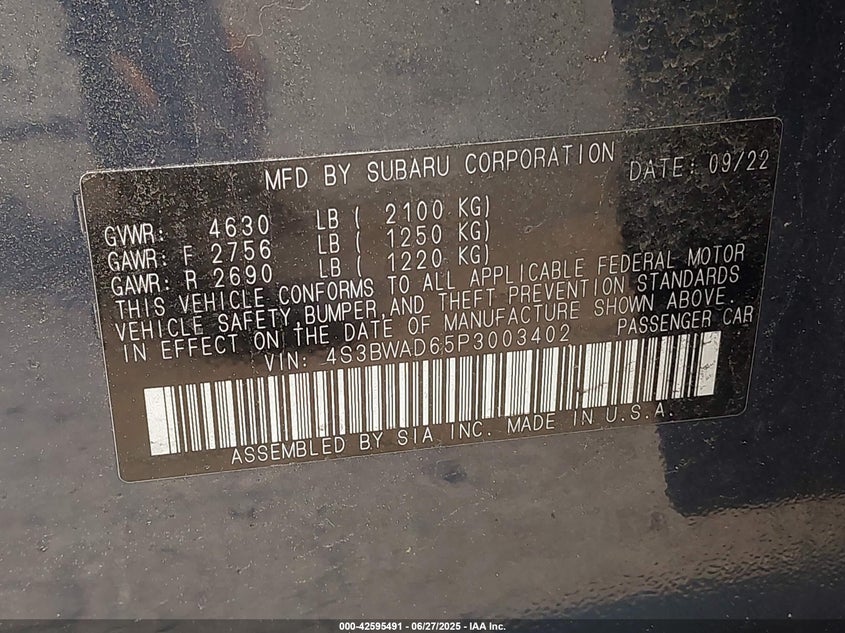 MFD BY SUBARU CORPORATION DATE: 09/22
GVWR: 4630 LB ( 2100 KG)
GAWR: F 2756 LB ( 1250 KG)
GAWR: R 2690 LB ( 1220 KG)
THIS VEHICLE CONFORMS TO ALL APPLICABLE FEDERAL MOTOR
VEHICLE SAFETY, BUMPER, AND THEFT PREVENTION STANDARDS
IN EFFECT ON THE DATE OF MANUFACTURE SHOWN ABOVE.
VIN: 4S3BWAD65P3003402 PASSENGER CAR
ASSEMBLED BY SIA INC. MADE IN U.S.A.
000-42595491 | 06/27/2025 - IAA Inc.